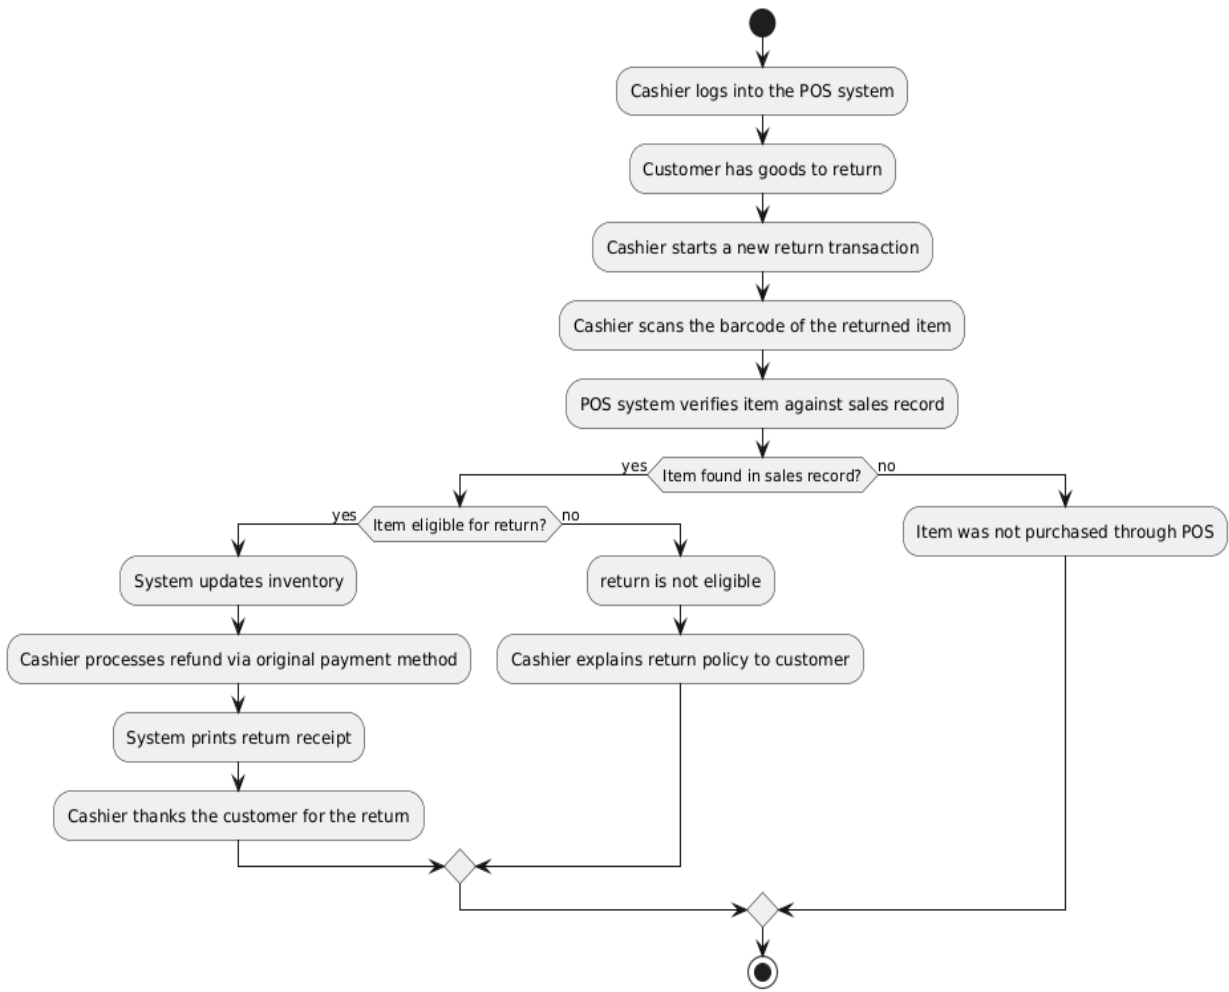 Cashier logs into the POS system
Customer has goods to return
Cashier starts a new return transaction
Cashier scans the barcode of the returned item
POS system verifies item against sales record
yes
Item found in sales record?
no
yes
Item eligible for return?
no
Item was not purchased through POS
System updates inventory
return is not eligible
Cashier processes refund via original payment method
Cashier explains return policy to customer
System prints return receipt
Cashier thanks the customer for the return